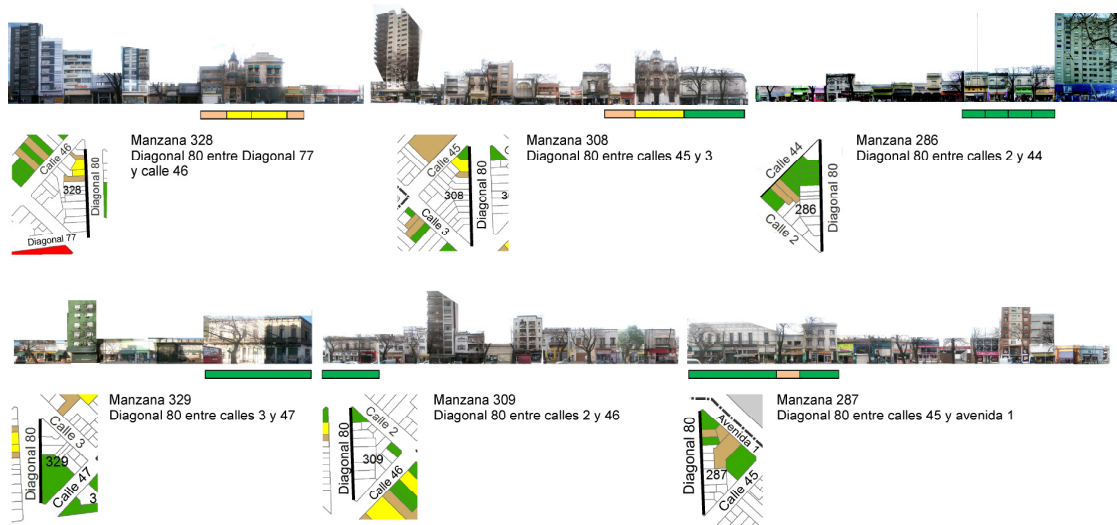 Manzana 328
Diagonal 80 entre Diagonal 77
y calle 46
Calle 46
328
Diagonal 80
Diagonal 77
Manzana 308
Diagonal 80 entre calles 45 y 3
Calle 45
308
Diagonal 80
Calle 3
3
Manzana 286
Diagonal 80 entre calles 2 y 44
Calle 44
286
Diagonal 80
Calle 2
Manzana 329
Diagonal 80 entre calles 3 y 47
Diagonal 80
Calle 3
329
Calle 47
3
Manzana 309
Diagonal 80 entre calles 2 y 46
Diagonal 80
Calle 2
309
Calle 46
Manzana 287
Diagonal 80 entre calles 45 y avenida 1
Avenida 1
Diagonal 80
287
Calle 45